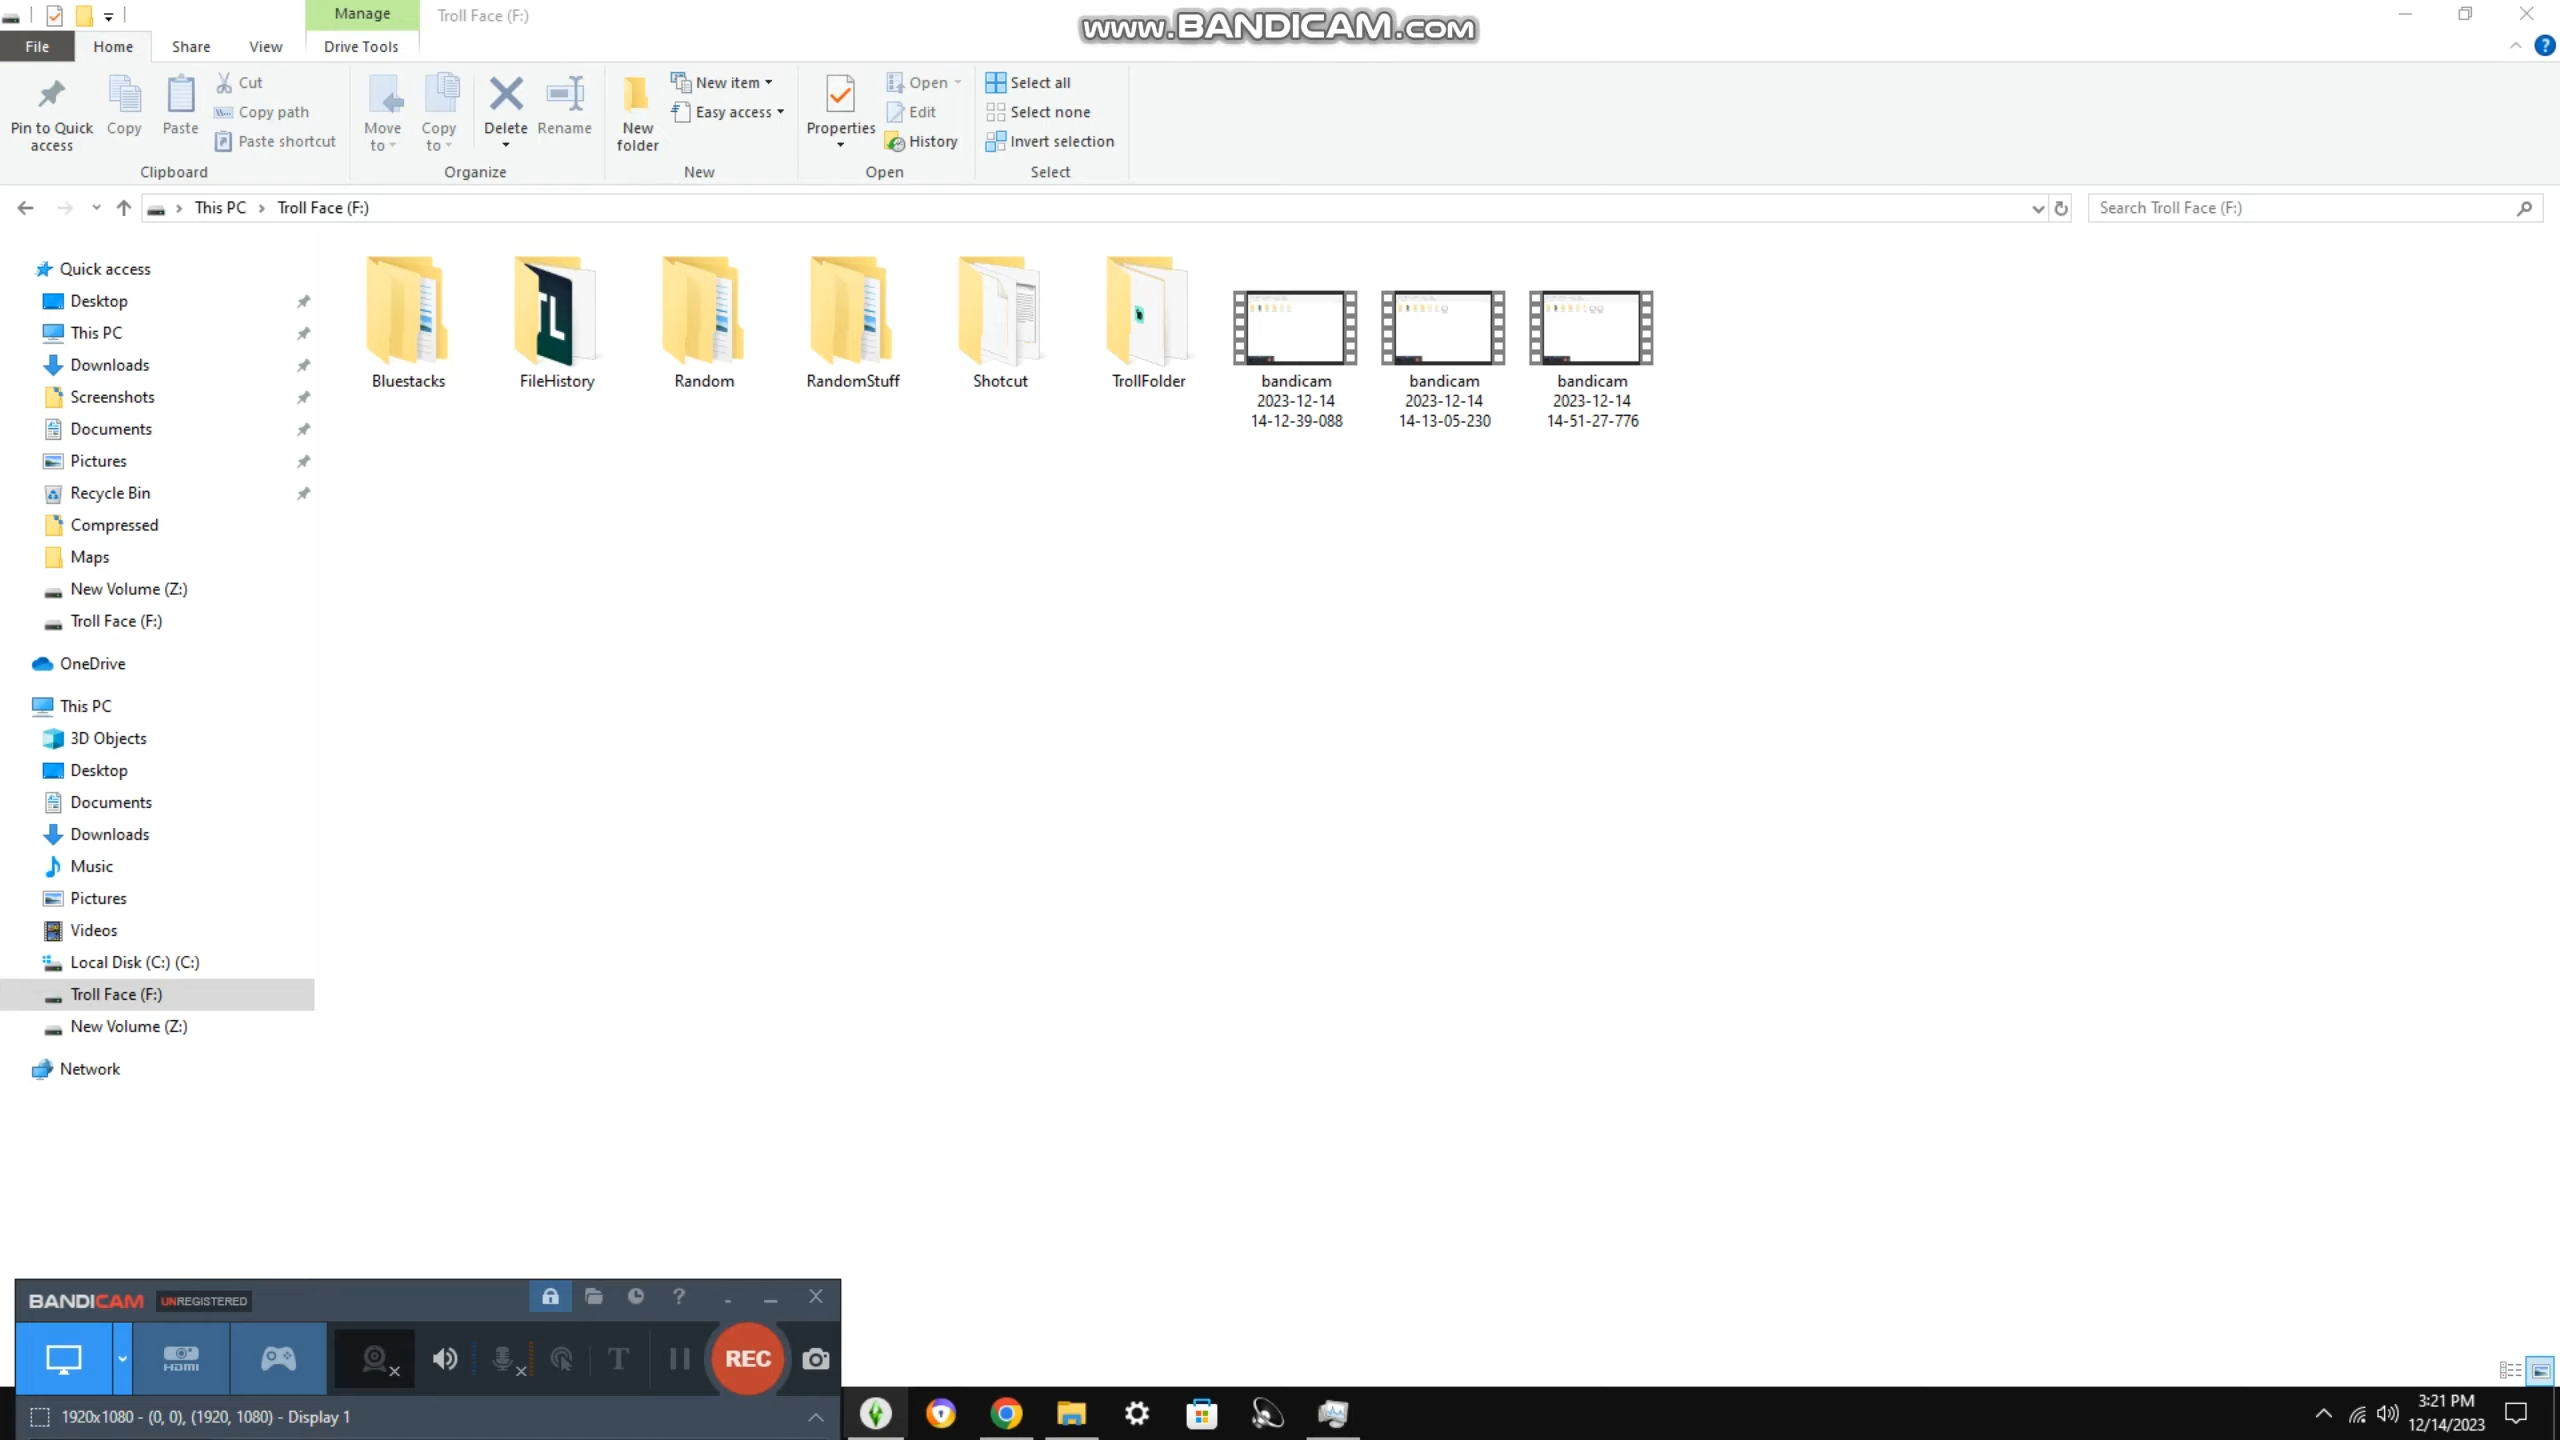 Manage
Troll Face (F:)
www.BANDICAM.com
File
Home
Share
View
Drive Tools
Pin to Quick
access
Copy
Paste
Cut
Copy path
Paste shortcut
Clipboard
Move
to
Copy
to
Delete
Rename
Organize
New
folder
New item
Easy access
New
Properties
Open
Edit
History
Open
Select all
Select none
Invert selection
Select
This PC
Troll Face (F:)
Search Troll Face (F:)
Quick access
Desktop
This PC
Downloads
Screenshots
Documents
Pictures
Recycle Bin
Compressed
Maps
New Volume (Z:)
Troll Face (F:)
OneDrive
This PC
3D Objects
Desktop
Documents
Downloads
Music
Pictures
Videos
Local Disk (C:) (C:)
Troll Face (F:)
New Volume (Z:)
Network
Bluestacks
FileHistory
Random
RandomStuff
Shotcut
TrollFolder
bandicam
2023-12-14
14-12-39-088
bandicam
2023-12-14
14-13-05-230
bandicam
2023-12-14
14-51-27-776
BANDICAM UNREGISTERED
HDMI
T
REC
1920x1080 - (0, 0), (1920, 1080) - Display 1
3:21 PM
12/14/2023